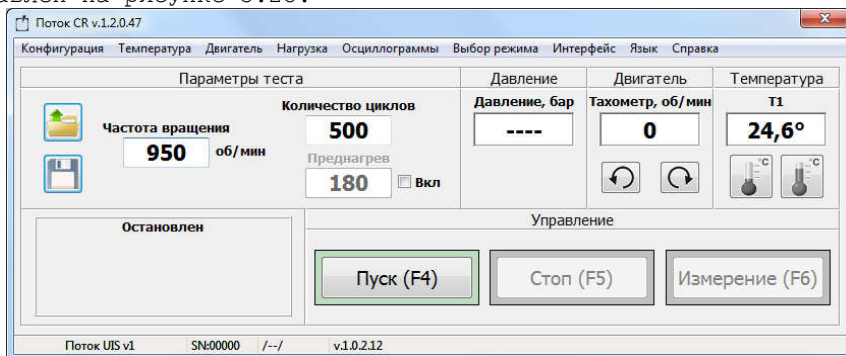 Поток CR v.1.2.0.47
Конфигурация Температура Двигатель Нагрузка Осциллограммы Выбор режима Интерфейс Язык Справка
Параметры теста Давление Двигатель Температура
Количество циклов Давление, бар Тахометр, об/мин T1
Частота вращения 500 ---- 0 24,6°
950 об/мин Преднагрев
180 Вкл
°C °C
Остановлен Управление
Пуск (F4) Стоп (F5) Измерение (F6)
Поток UIS v1 SN:00000 /--/ v.1.0.2.12